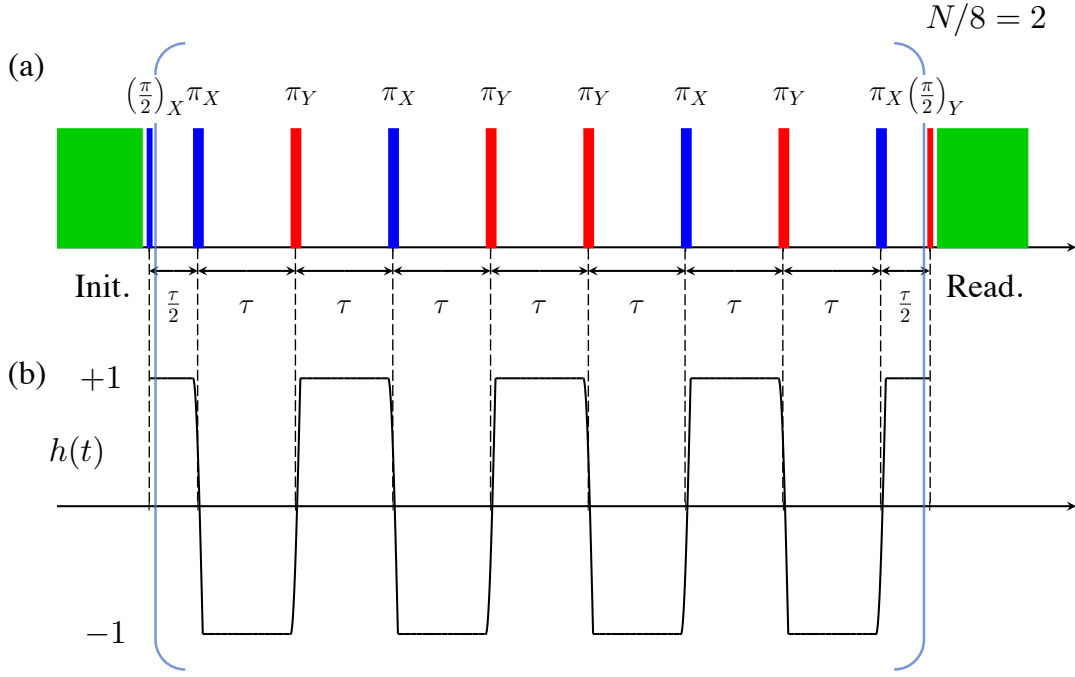 N/8 = 2
(a)
(π/2)_X π_X π_Y π_X π_Y π_Y π_X π_Y π_X (π/2)_Y
Init. τ/2 τ τ τ τ τ τ τ τ/2 Read.
(b)
+1
h(t)
−1